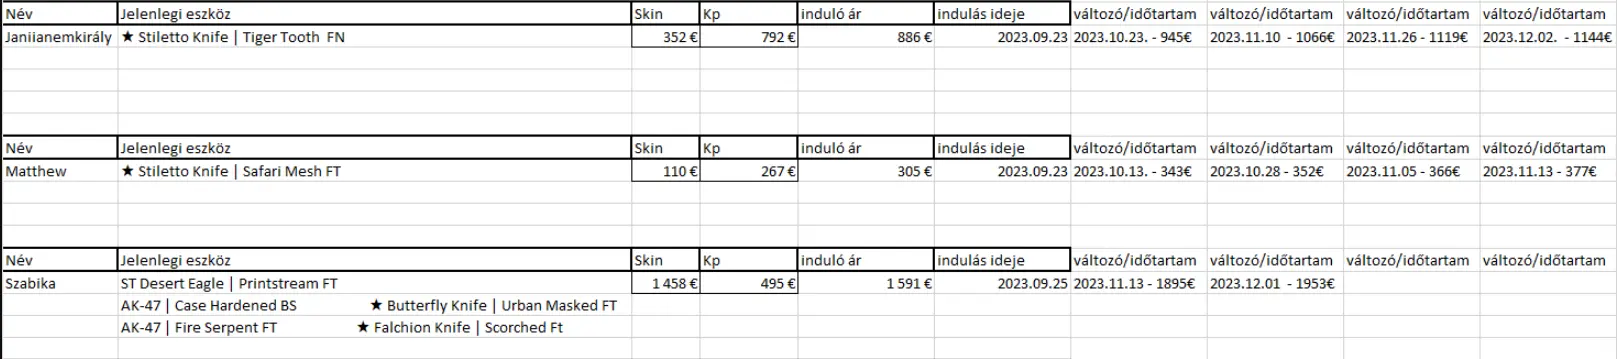 Név Jelenlegi eszköz Skin Kp induló ár indulás ideje változó/időtartam változó/időtartam változó/időtartam változó/időtartam
Janiianemkirály ★ Stiletto Knife | Tiger Tooth FN 352 € 792 € 886 € 2023.09.23 2023.10.23. - 945€ 2023.11.10 - 1066€ 2023.11.26 - 1119€ 2023.12.02. - 1144€
Név Jelenlegi eszköz Skin Kp induló ár indulás ideje változó/időtartam változó/időtartam változó/időtartam változó/időtartam
Matthew ★ Stiletto Knife | Safari Mesh FT 110 € 267 € 305 € 2023.09.23 2023.10.13. - 343€ 2023.10.28 - 352€ 2023.11.05 - 366€ 2023.11.13 - 377€
Név Jelenlegi eszköz Skin Kp induló ár indulás ideje változó/időtartam változó/időtartam változó/időtartam változó/időtartam
Szabika ST Desert Eagle | Printstream FT 1 458 € 495 € 1 591 € 2023.09.25 2023.11.13 - 1895€ 2023.12.01 - 1953€
AK-47 | Case Hardened BS ★ Butterfly Knife | Urban Masked FT
AK-47 | Fire Serpent FT ★ Falchion Knife | Scorched Ft